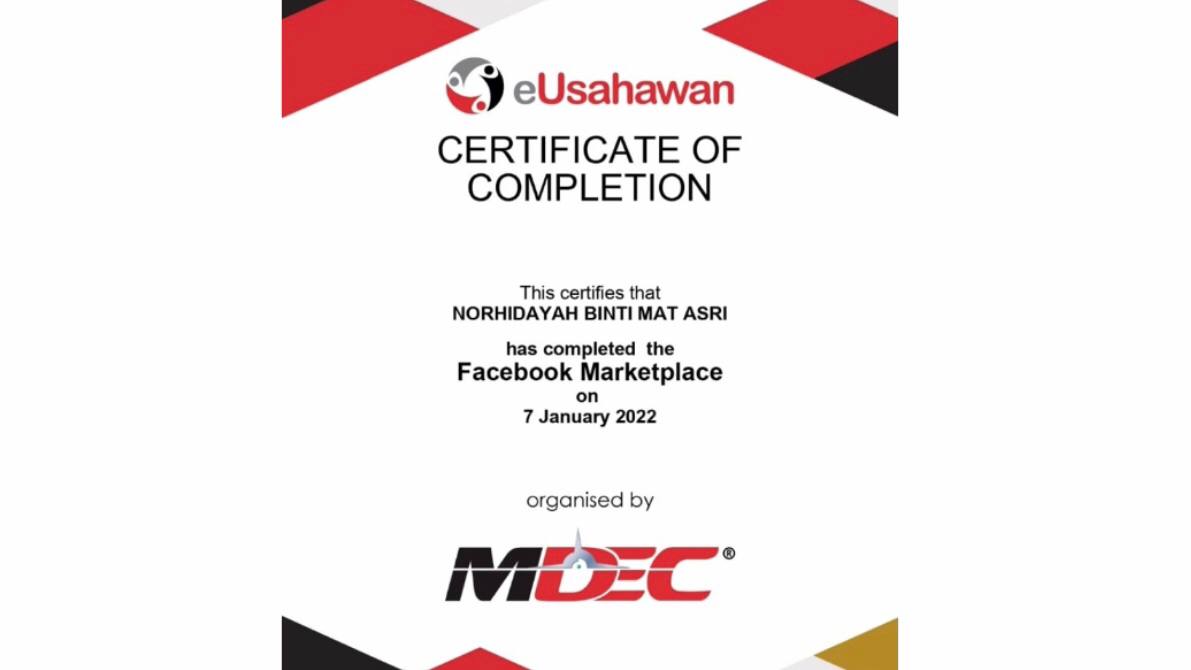 eUsahawan
CERTIFICATE OF
COMPLETION
This certifies that
NORHIDAYAH BINTI MAT ASRI
has completed the
Facebook Marketplace
on
7 January 2022
organised by
MDEC®